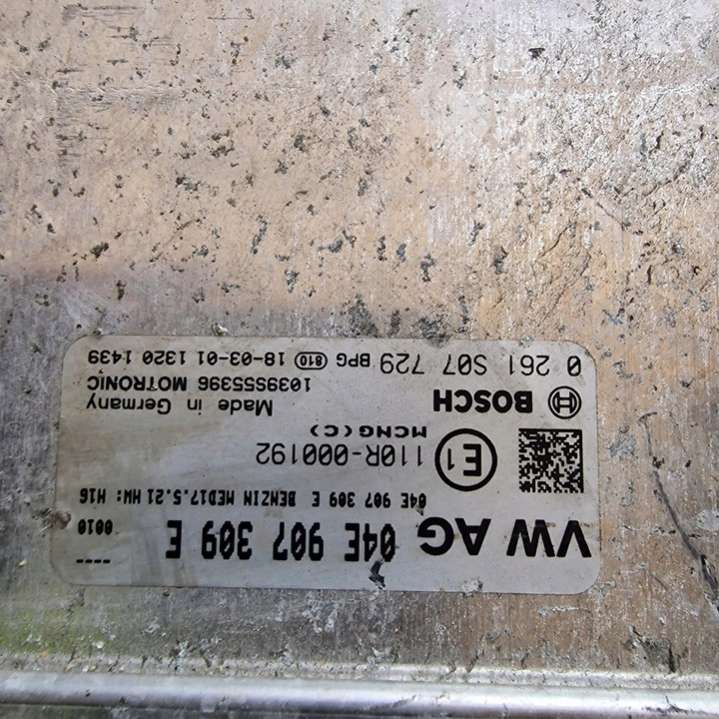 VW AG 04E 907 309 E ----
0010
04E 907 309 E BENZIN MED17.5.21 HW: H16
E1 110R-000192
MCNG(C)
BOSCH Made in Germany
1039S55396 MOTRONIC
0 261 S07 729 BPG 810 18-03-01 1320 1439